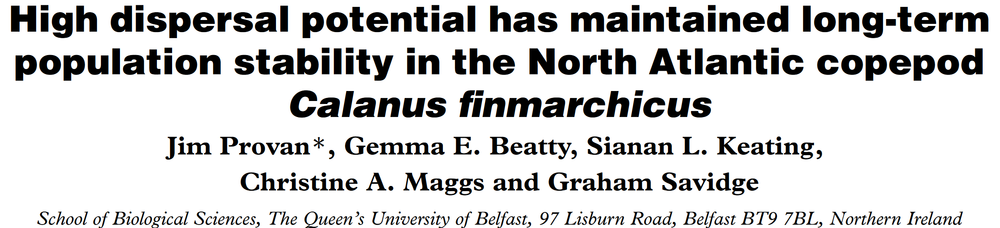 High dispersal potential has maintained long-term
population stability in the North Atlantic copepod
Calanus finmarchicus
Jim Provan*, Gemma E. Beatty, Sianan L. Keating,
Christine A. Maggs and Graham Savidge
School of Biological Sciences, The Queen’s University of Belfast, 97 Lisburn Road, Belfast BT9 7BL, Northern Ireland